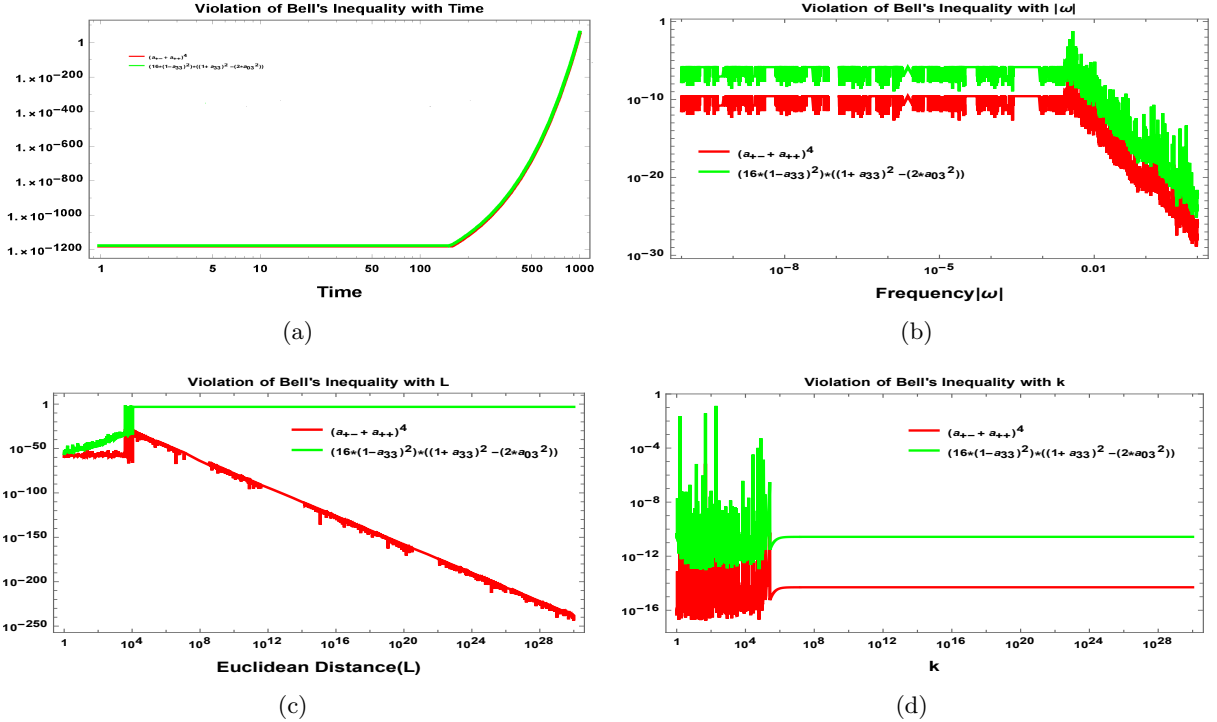 Violation of Bell's Inequality with Time
1
1.×10−200
1.×10−400
1.×10−600
1.×10−800
1.×10−1000
1.×10−1200
(a+− + a++)4
(16*(1−a33)2)*((1+ a33)2 −(2*a032))
1 5 10 50 100 500 1000
Time
(a)
Violation of Bell's Inequality with |ω|
1
10−10
10−20
10−30
(a+− + a++)4
(16*(1−a33)2)*((1+ a33)2 −(2*a032))
10−8 10−5 0.01
Frequency|ω|
(b)
Violation of Bell's Inequality with L
1
10−50
10−100
10−150
10−200
10−250
(a+− + a++)4
(16*(1−a33)2)*((1+ a33)2 −(2*a032))
1 104 108 1012 1016 1020 1024 1028
Euclidean Distance(L)
(c)
Violation of Bell's Inequality with k
1
10−4
10−8
10−12
10−16
(a+− + a++)4
(16*(1−a33)2)*((1+ a33)2 −(2*a032))
1 104 108 1012 1016 1020 1024 1028
k
(d)